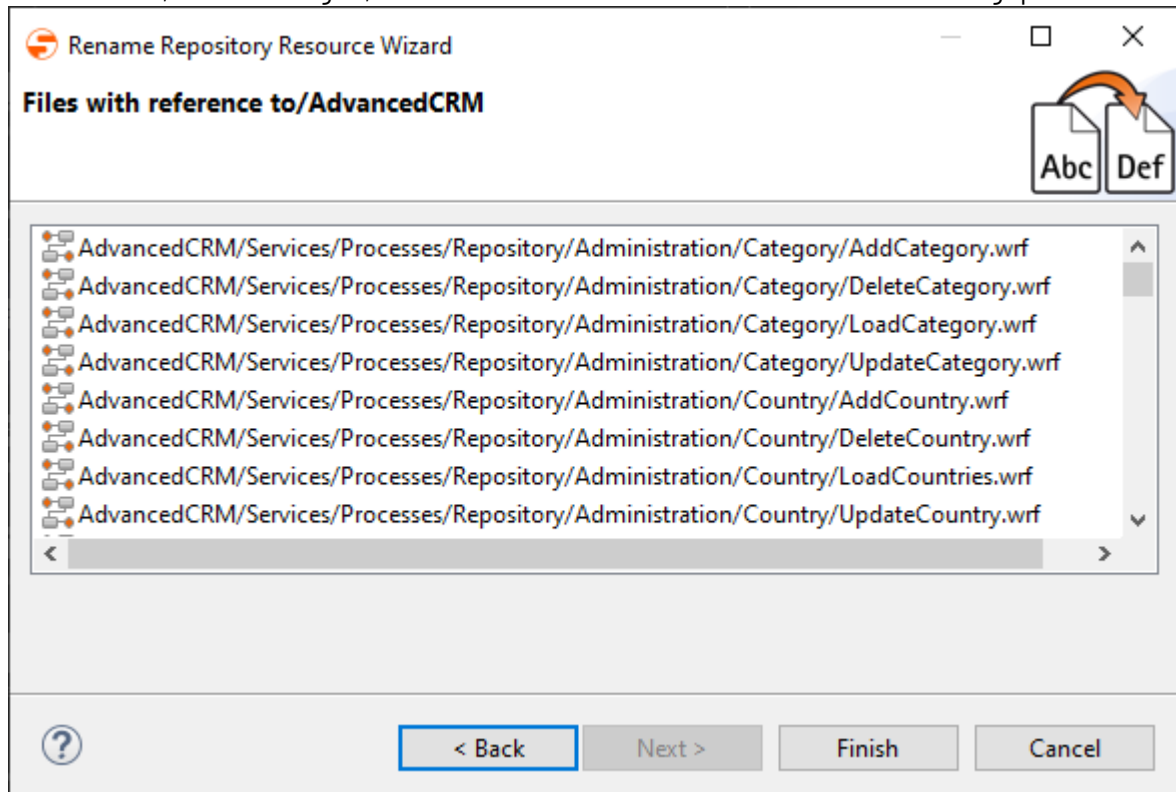 Rename Repository Resource Wizard
Files with reference to/AdvancedCRM
Abc Def
AdvancedCRM/Services/Processes/Repository/Administration/Category/AddCategory.wrf
AdvancedCRM/Services/Processes/Repository/Administration/Category/DeleteCategory.wrf
AdvancedCRM/Services/Processes/Repository/Administration/Category/LoadCategory.wrf
AdvancedCRM/Services/Processes/Repository/Administration/Category/UpdateCategory.wrf
AdvancedCRM/Services/Processes/Repository/Administration/Country/AddCountry.wrf
AdvancedCRM/Services/Processes/Repository/Administration/Country/DeleteCountry.wrf
AdvancedCRM/Services/Processes/Repository/Administration/Country/LoadCountries.wrf
AdvancedCRM/Services/Processes/Repository/Administration/Country/UpdateCountry.wrf
? < Back Next > Finish Cancel